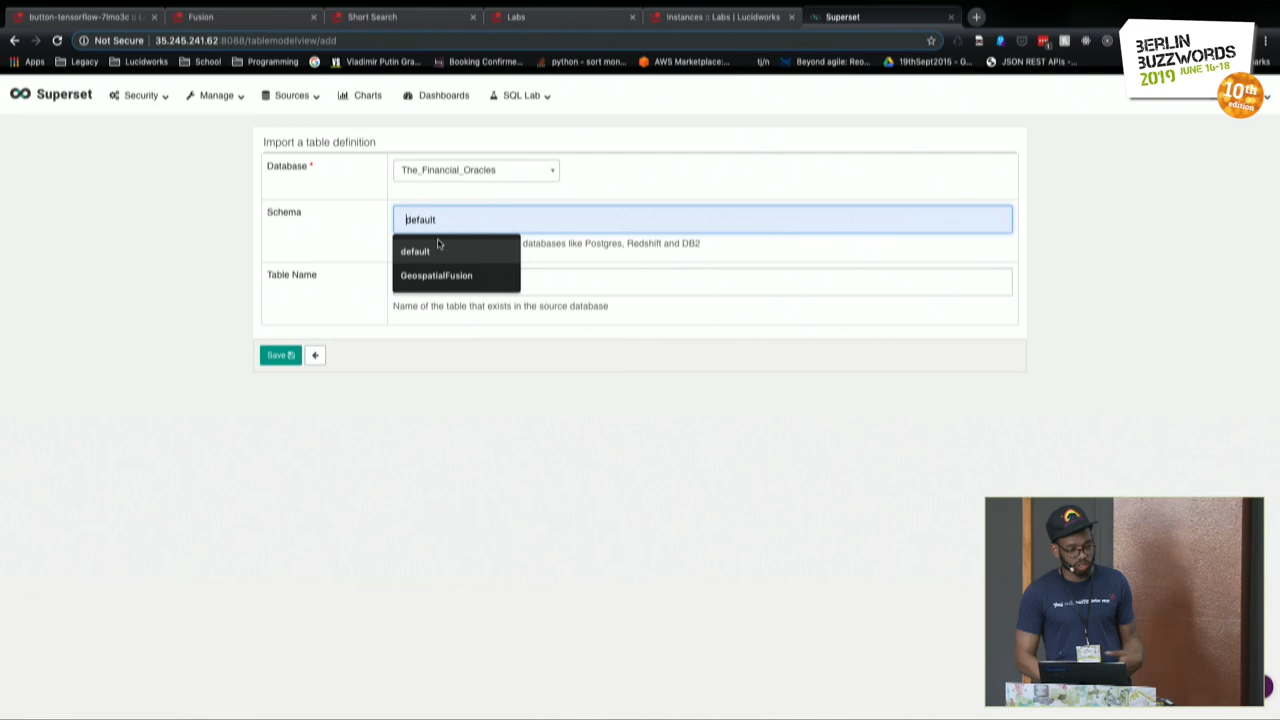 button-tensorflow-7lmo3c :: L
Fusion
Short Search
Labs
Instances :: Labs | Lucidworks
Superset
Not Secure | 35.245.241.62:8088/tablemodelview/add
Apps Legacy Lucidworks School Programming Vladimir Putin Gra... Booking Confirme... python - sort mon... AWS Marketplace:... tj/n Beyond agile: Reo... 19thSept2015 - G... JSON REST APIs –...
BERLIN
BUZZWORDS
2019 JUNE 16-18
10th
edition
Superset Security Manage Sources Charts Dashboards SQL Lab
Import a table definition
Database *
The_Financial_Oracles
Schema
default
databases like Postgres, Redshift and DB2
default
GeospatialFusion
Table Name
Name of the table that exists in the source database
Save